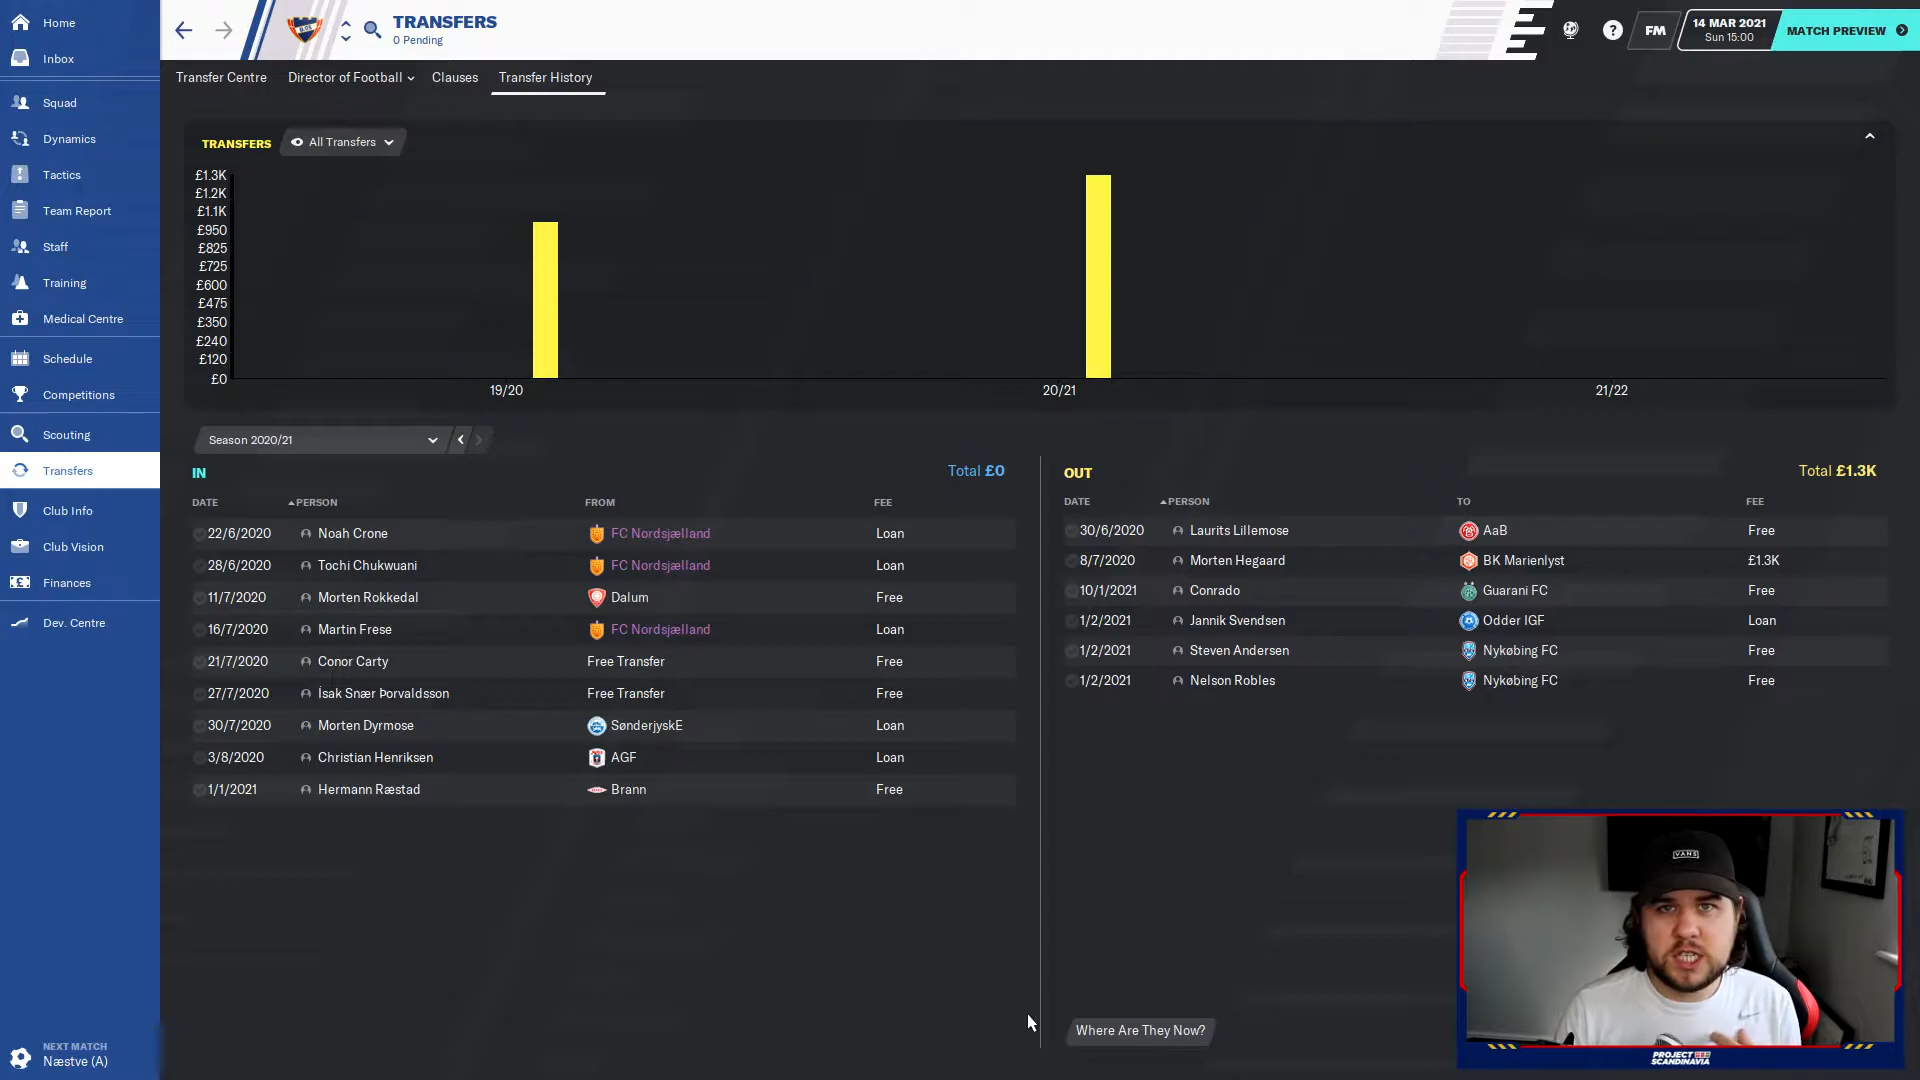 Home
Inbox
Squad
Dynamics
Tactics
Team Report
Staff
Training
Medical Centre
Schedule
Competitions
Scouting
Transfers
Club Info
Club Vision
Finances
Dev. Centre
NEXT MATCH
Næstve (A)
TRANSFERS
0 Pending
FM
14 MAR 2021
Sun 15:00
MATCH PREVIEW
Transfer Centre Director of Football Clauses Transfer History
TRANSFERS All Transfers
£1.3K
£1.2K
£1.1K
£950
£825
£725
£600
£475
£350
£240
£120
£0
19/20 20/21 21/22
Season 2020/21
IN Total £0
DATE PERSON FROM FEE
22/6/2020 Noah Crone FC Nordsjælland Loan
28/6/2020 Tochi Chukwuani FC Nordsjælland Loan
11/7/2020 Morten Rokkedal Dalum Free
16/7/2020 Martin Frese FC Nordsjælland Loan
21/7/2020 Conor Carty Free Transfer Free
27/7/2020 Ísak Snær Þorvaldsson Free Transfer Free
30/7/2020 Morten Dyrmose SønderjyskE Loan
3/8/2020 Christian Henriksen AGF Loan
1/1/2021 Hermann Ræstad Brann Free
OUT Total £1.3K
DATE PERSON TO FEE
30/6/2020 Laurits Lillemose AaB Free
8/7/2020 Morten Hegaard BK Marienlyst £1.3K
10/1/2021 Conrado Guarani FC Free
1/2/2021 Jannik Svendsen Odder IGF Loan
1/2/2021 Steven Andersen Nykøbing FC Free
1/2/2021 Nelson Robles Nykøbing FC Free
Where Are They Now?
VANS
PROJECT
SCANDINAVIA